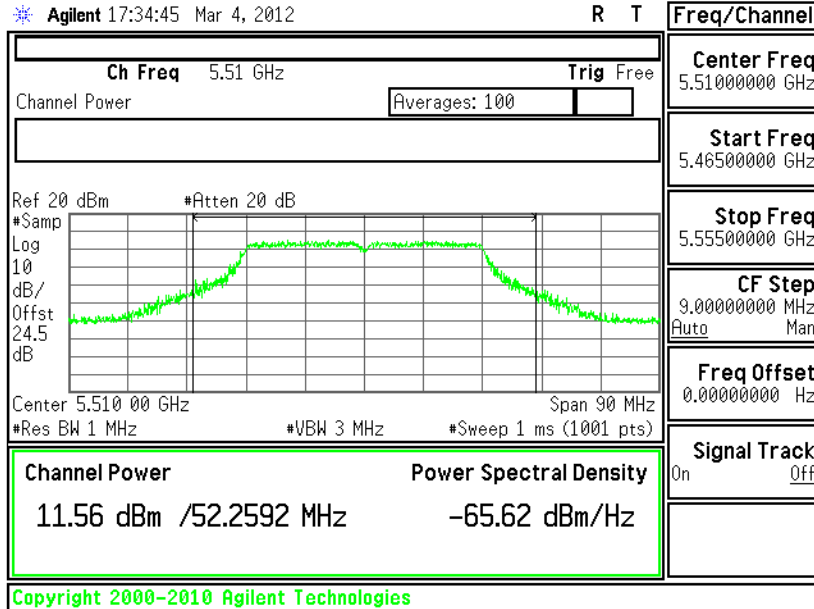 Agilent 17:34:45 Mar 4, 2012 R T
Freq/Channel
Ch Freq 5.51 GHz Trig Free
Channel Power Averages: 100
Ref 20 dBm #Atten 20 dB
#Samp
Log
10
dB/
Offst
24.5
dB
Center 5.510 00 GHz Span 90 MHz
#Res BW 1 MHz #VBW 3 MHz #Sweep 1 ms (1001 pts)
Channel Power Power Spectral Density
11.56 dBm /52.2592 MHz -65.62 dBm/Hz
Center Freq
5.51000000 GHz
Start Freq
5.46500000 GHz
Stop Freq
5.55500000 GHz
CF Step
9.00000000 MHz
Auto Man
Freq Offset
0.00000000 Hz
Signal Track
On Off
Copyright 2000-2010 Agilent Technologies